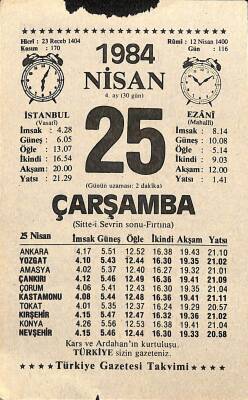 Hicrî : 23 Receb 1404
Kasım : 170
1984
Rûmî : 12 Nisan 1400
Gün : 116
NİSAN
4. ay (30 gün)
İSTANBUL
(Vasatî)
İmsak : 4.28
Güneş : 6.05
Öğle : 13.07
İkindi : 16.54
Akşam: 20.00
Yatsı : 21.29
25
(Günün uzaması: 2 dakika)
EZÂNİ
(Mahallî)
İmsak : 8.14
Güneş : 10.08
Öğle : 5.14
İkindi : 9.03
Akşam: 12.00
Yatsı : 1.41
ÇARŞAMBA
(Sitte-i Sevrin sonu-Fırtına)
25 Nisan İmsak Güneş Öğle İkindi Akşam Yatsı
ANKARA 4.17 5.51 12.52 16.38 19.43 21.10
YOZGAT 4.10 5.43 12.44 16.30 19.35 21.02
AMASYA 4.02 5.37 12.40 16.27 19.32 21.01
ÇANKIRI 4.12 5.46 12.49 16.36 19.41 21.09
ÇORUM 4.06 5.41 12.43 16.30 19.35 21.04
KASTAMONU 4.08 5.44 12.48 16.36 19.41 21.11
TOKAT 4.01 5.35 12.37 16.24 19.29 20.57
KIRŞEHİR 4.15 5.47 12.47 16.32 19.37 21.02
KONYA 4.26 5.56 12.53 16.38 19.41 21.04
NEVŞEHİR 4.15 5.46 12.44 16.30 19.33 20.58
Kars ve Ardahan'ın kurtuluşu.
TÜRKİYE sizin gazeteniz.
★★★★ Türkiye Gazetesi Takvimi ★★★★